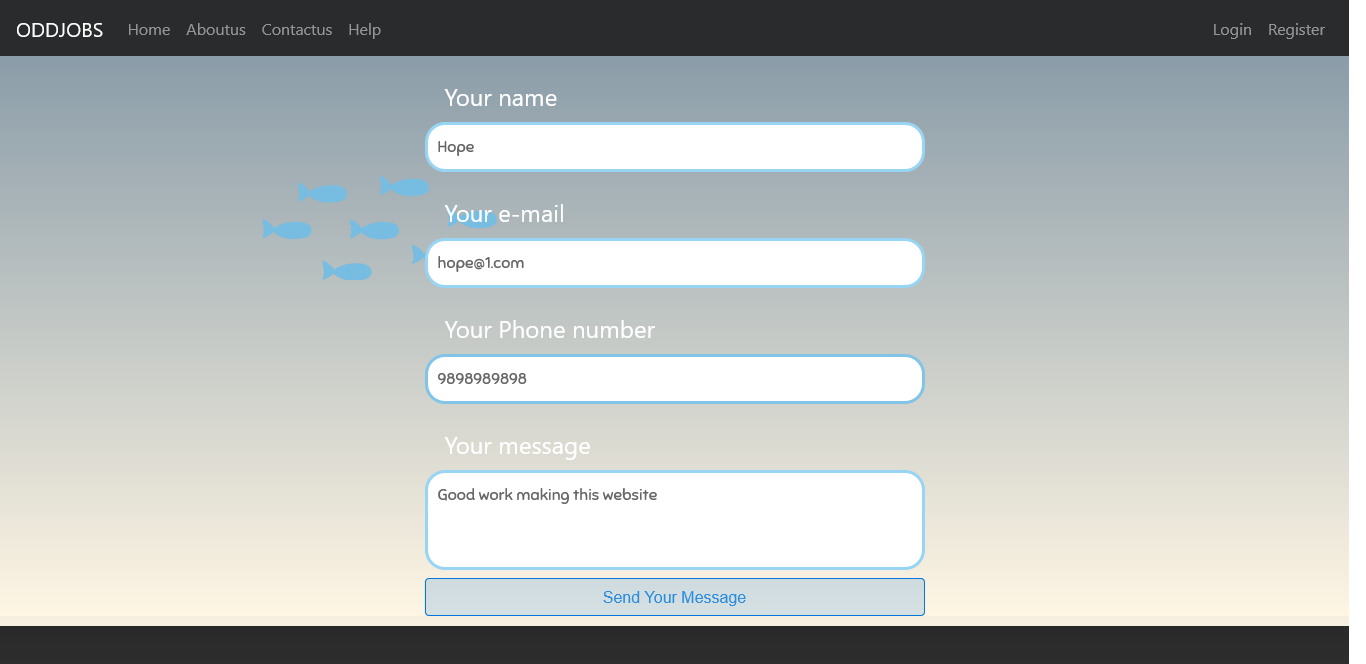 ODDJOBS Home Aboutus Contactus Help Login Register
Your name
Hope
Your e-mail
hope@1.com
Your Phone number
9898989898
Your message
Good work making this website
Send Your Message